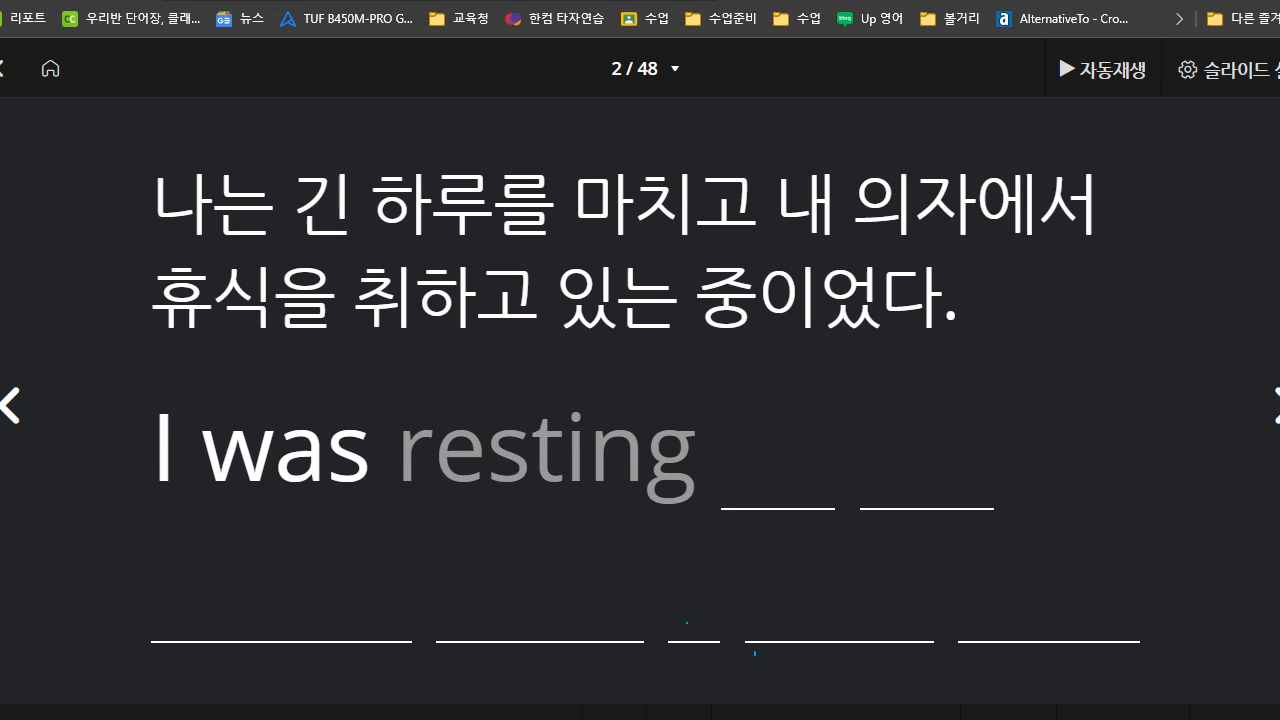 리포트 우리반 단어장, 클래... 뉴스 TUF B450M-PRO G... 교육청 한컴 타자연습 수업 수업준비 수업 Up 영어 볼거리 AlternativeTo - Cro... 다른 즐겨
2 / 48 자동재생 슬라이드
나는 긴 하루를 마치고 내 의자에서
휴식을 취하고 있는 중이었다.
I was resting